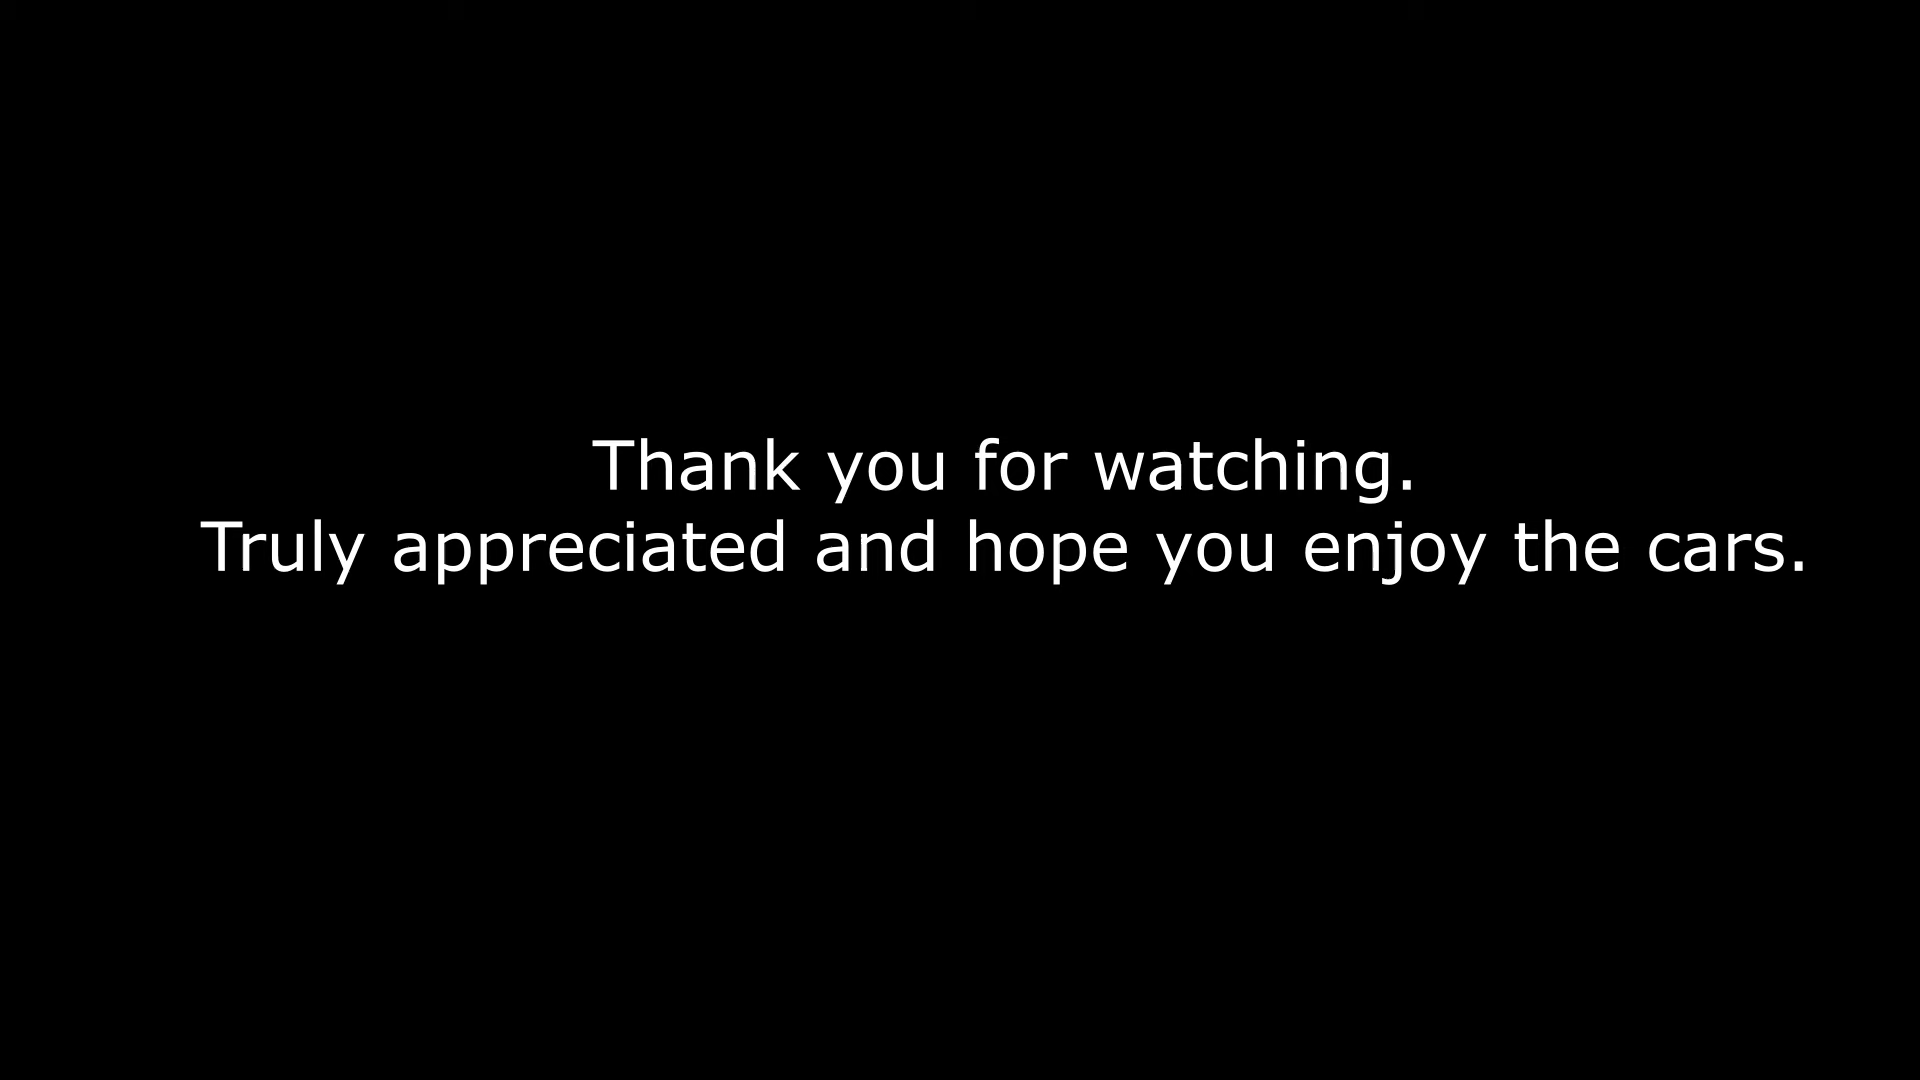 Thank you for watching.
Truly appreciated and hope you enjoy the cars.